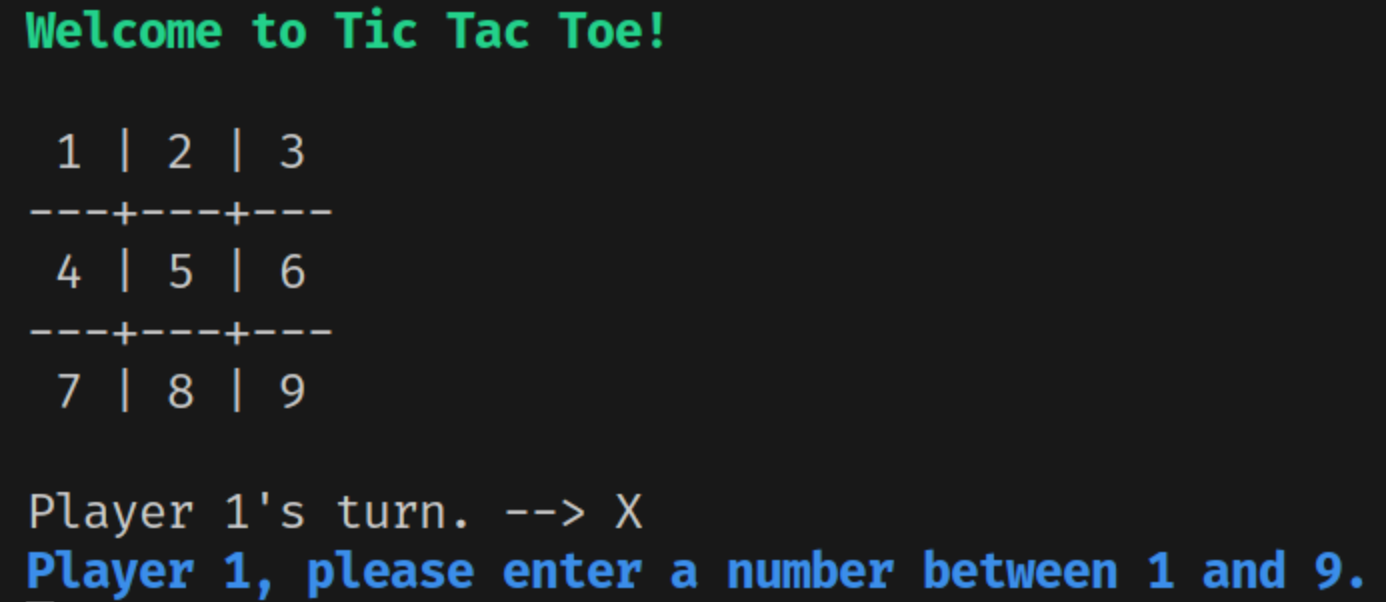 Welcome to Tic Tac Toe!
1 | 2 | 3
---+---+---
4 | 5 | 6
---+---+---
7 | 8 | 9
Player 1's turn. --> X
Player 1, please enter a number between 1 and 9.